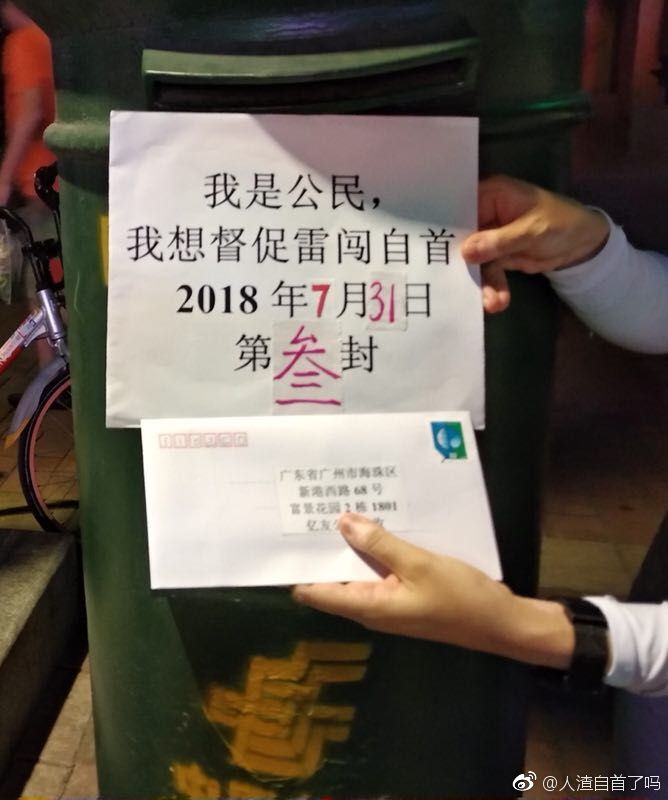 我是公民，
我想督促雷闯自首
2018年7月31日
第叁封
广东省广州市海珠区
新港西路68号
富景花园2栋1801
亿友公
@人渣自首了吗